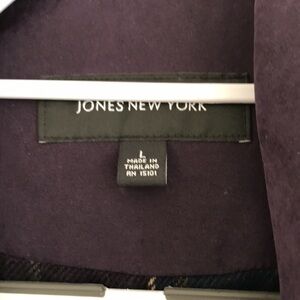 JONES NEW YORK
L
MADE IN
THAILAND
RN 15101